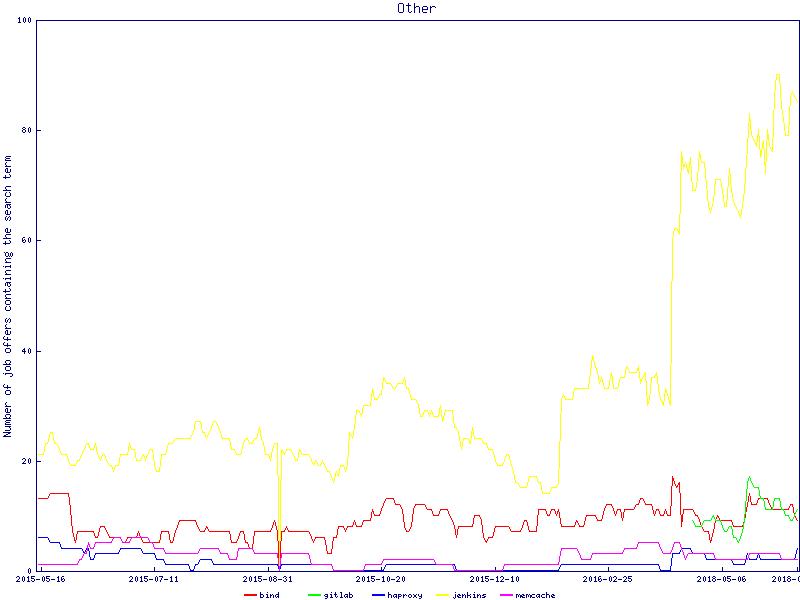 Other
Number of job offers containing the search term
100
80
60
40
20
0
2015-05-16 2015-07-11 2015-08-31 2015-10-20 2015-12-10 2016-02-25 2018-05-06 2018-0
bind gitlab haproxy jenkins memcache